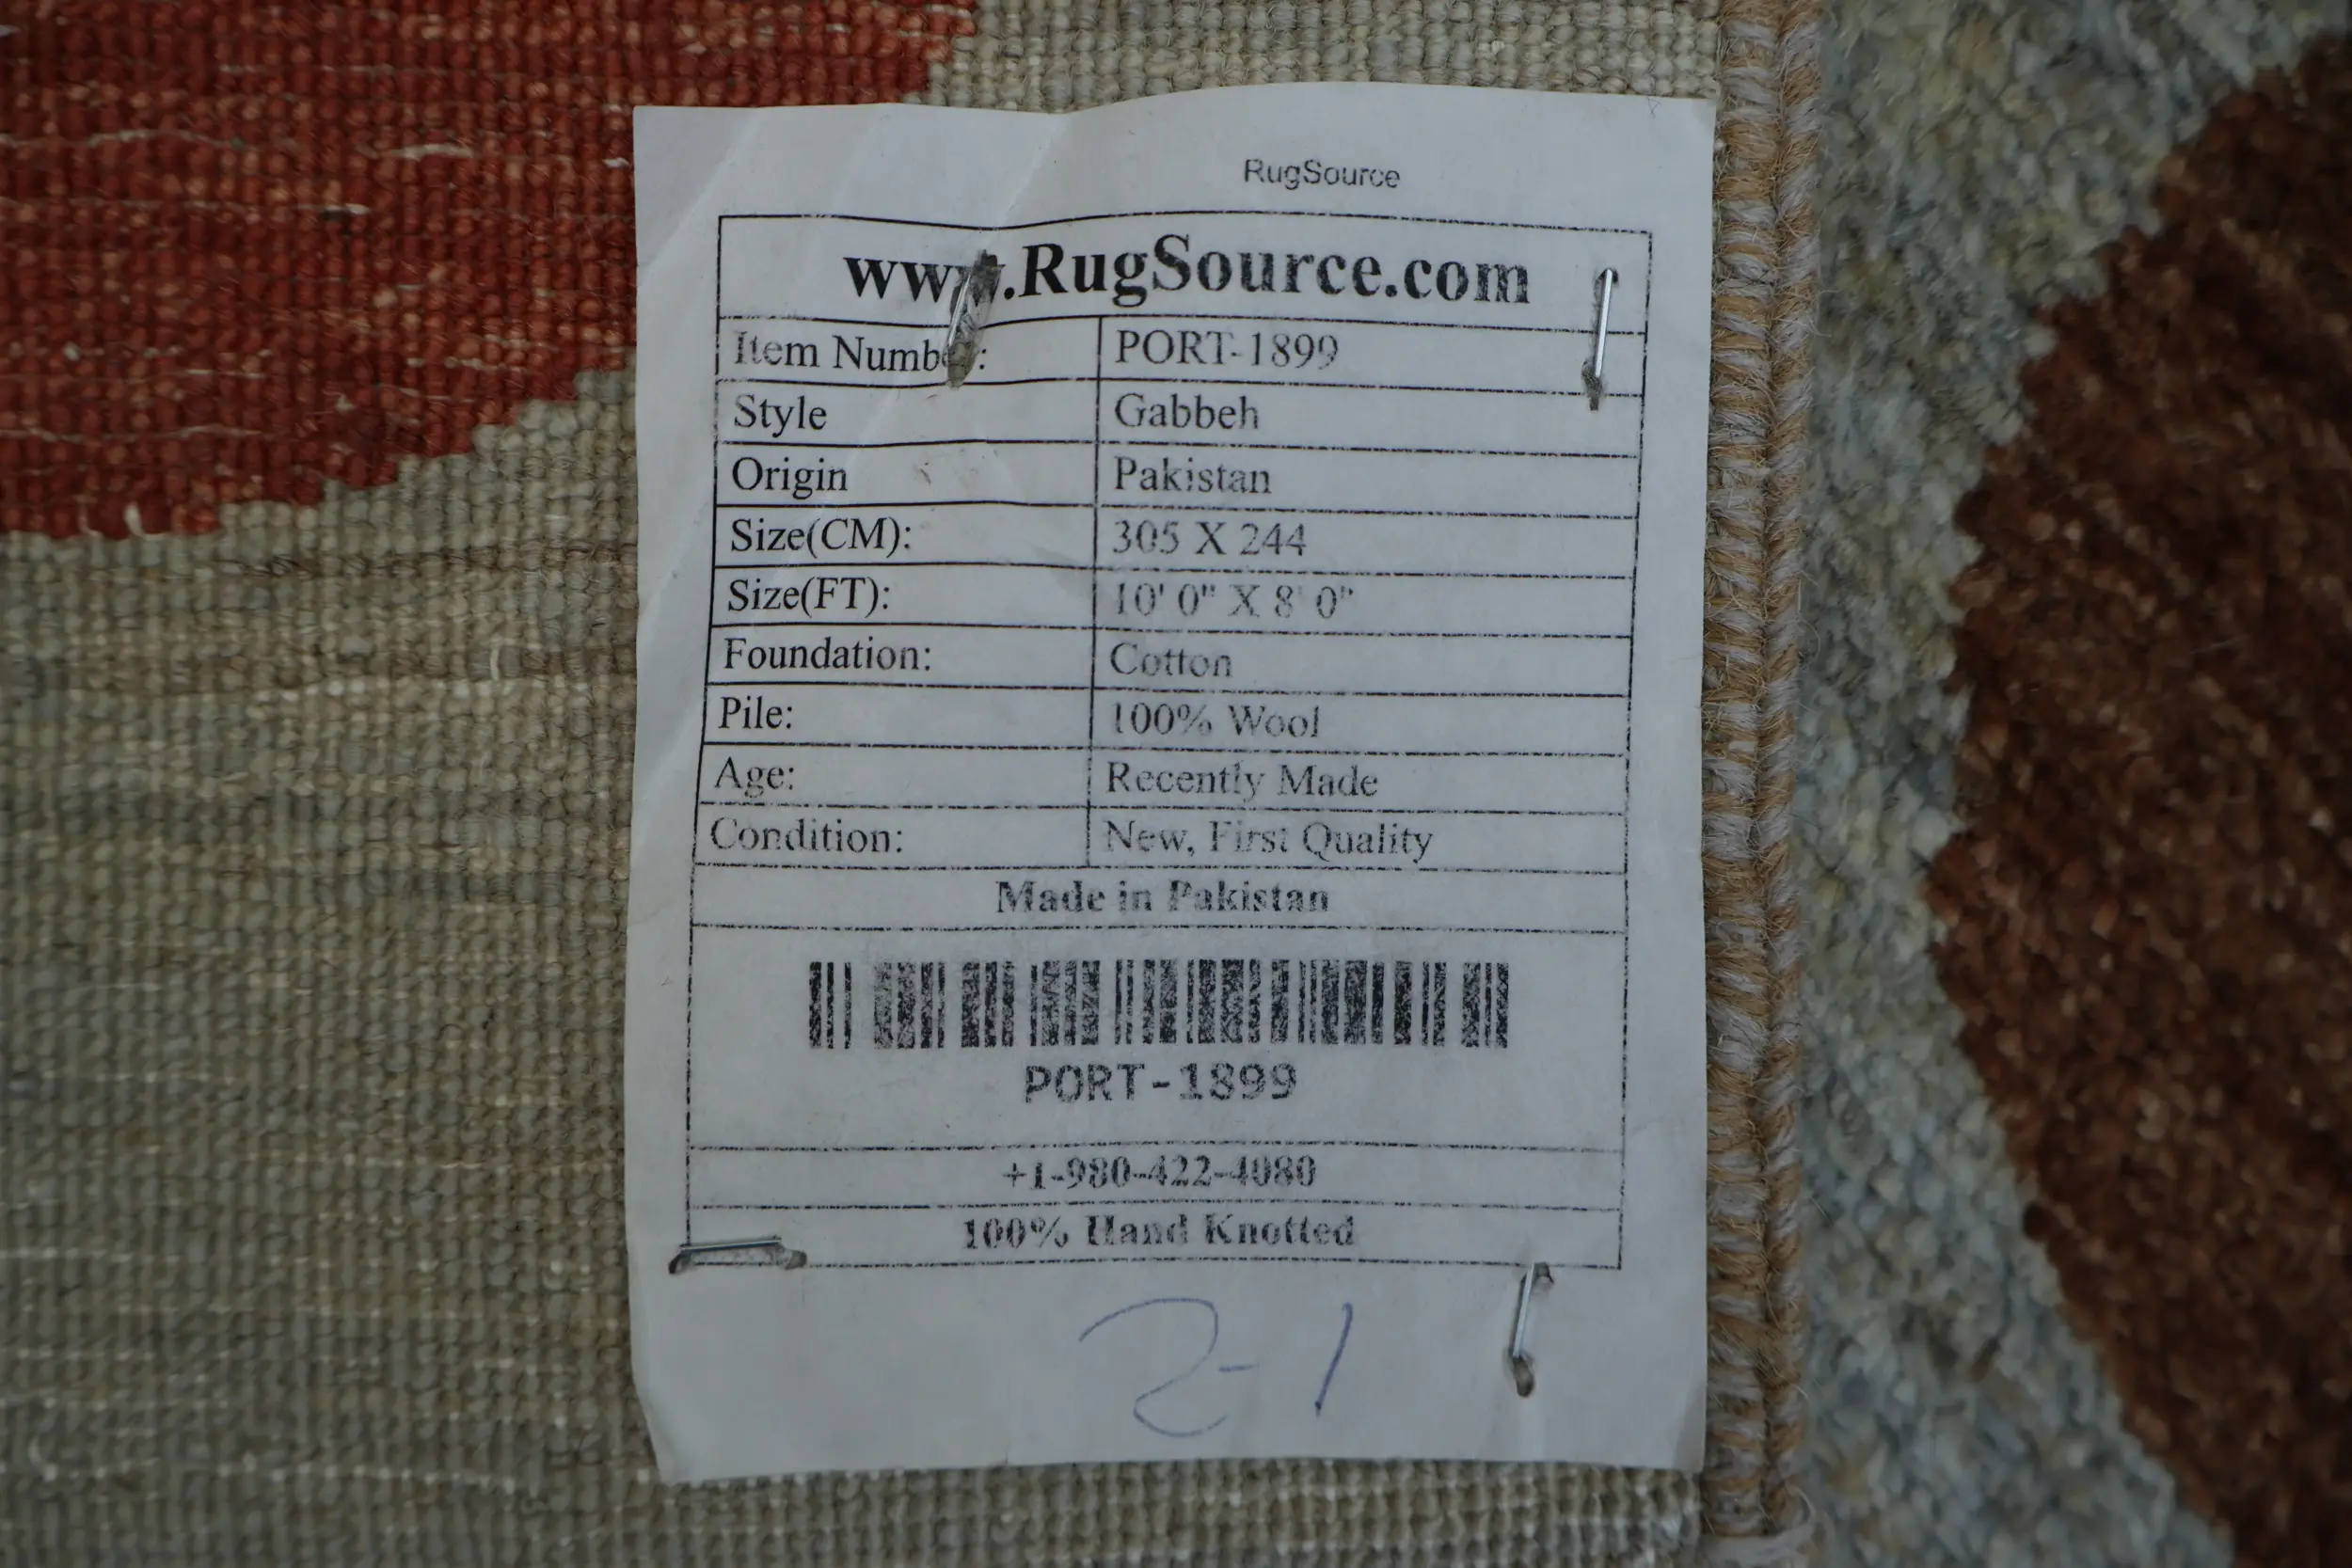 RugSource
www.RugSource.com
Item Number: PORT-1899
Style Gabbeh
Origin Pakistan
Size(CM): 305 X 244
Size(FT): 10' 0" X 8' 0"
Foundation: Cotton
Pile: 100% Wool
Age: Recently Made
Condition: New, First Quality
Made in Pakistan
PORT-1899
+1-980-422-4080
100% Hand Knotted
2-1